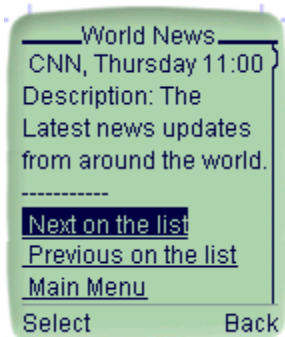 World News
CNN, Thursday 11:00
Description: The
Latest news updates
from around the world.
-----------
Next on the list
Previous on the list
Main Menu
Select Back